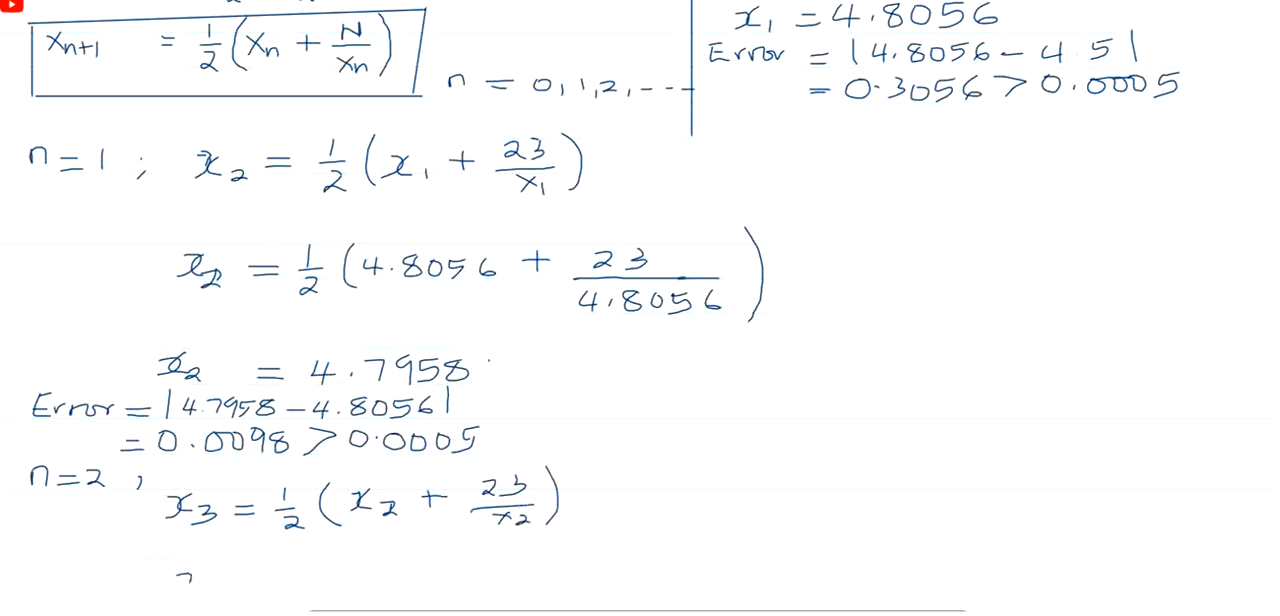 xₙ₊₁ = 1/2 (xₙ + N/xₙ)
n = 0, 1, 2, ---
x₁ = 4.8056
Error = |4.8056 - 4 5|
= 0.3056 > 0.0005
n = 1 ; x₂ = 1/2 (x₁ + 23/x₁)
x₂ = 1/2 (4.8056 + 23/4.8056)
x₂ = 4.7958
Error = |4.7958 - 4.8056|
= 0.0098 > 0.0005
n = 2 ,
x₃ = 1/2 (x₂ + 23/x₂)